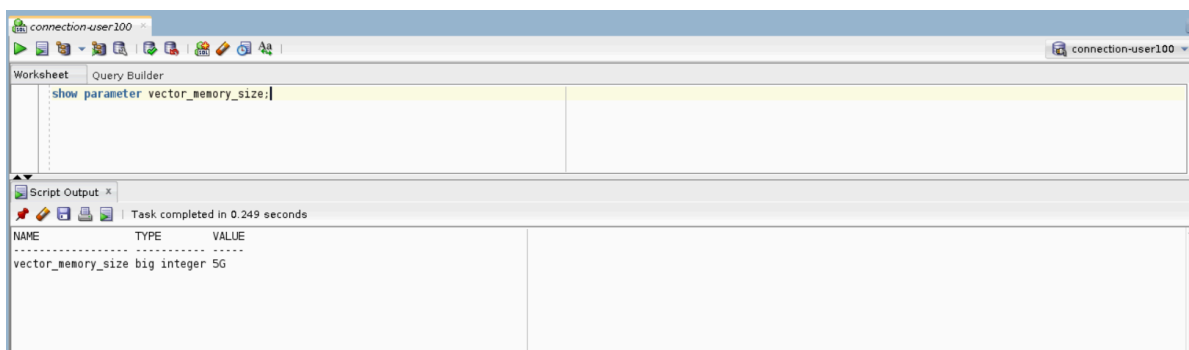 connection-user100
connection-user100
Worksheet Query Builder
show parameter vector_memory_size;
Script Output
Task completed in 0.249 seconds
NAME TYPE VALUE
------------------ ----------- -----
vector_memory_size big integer 5G